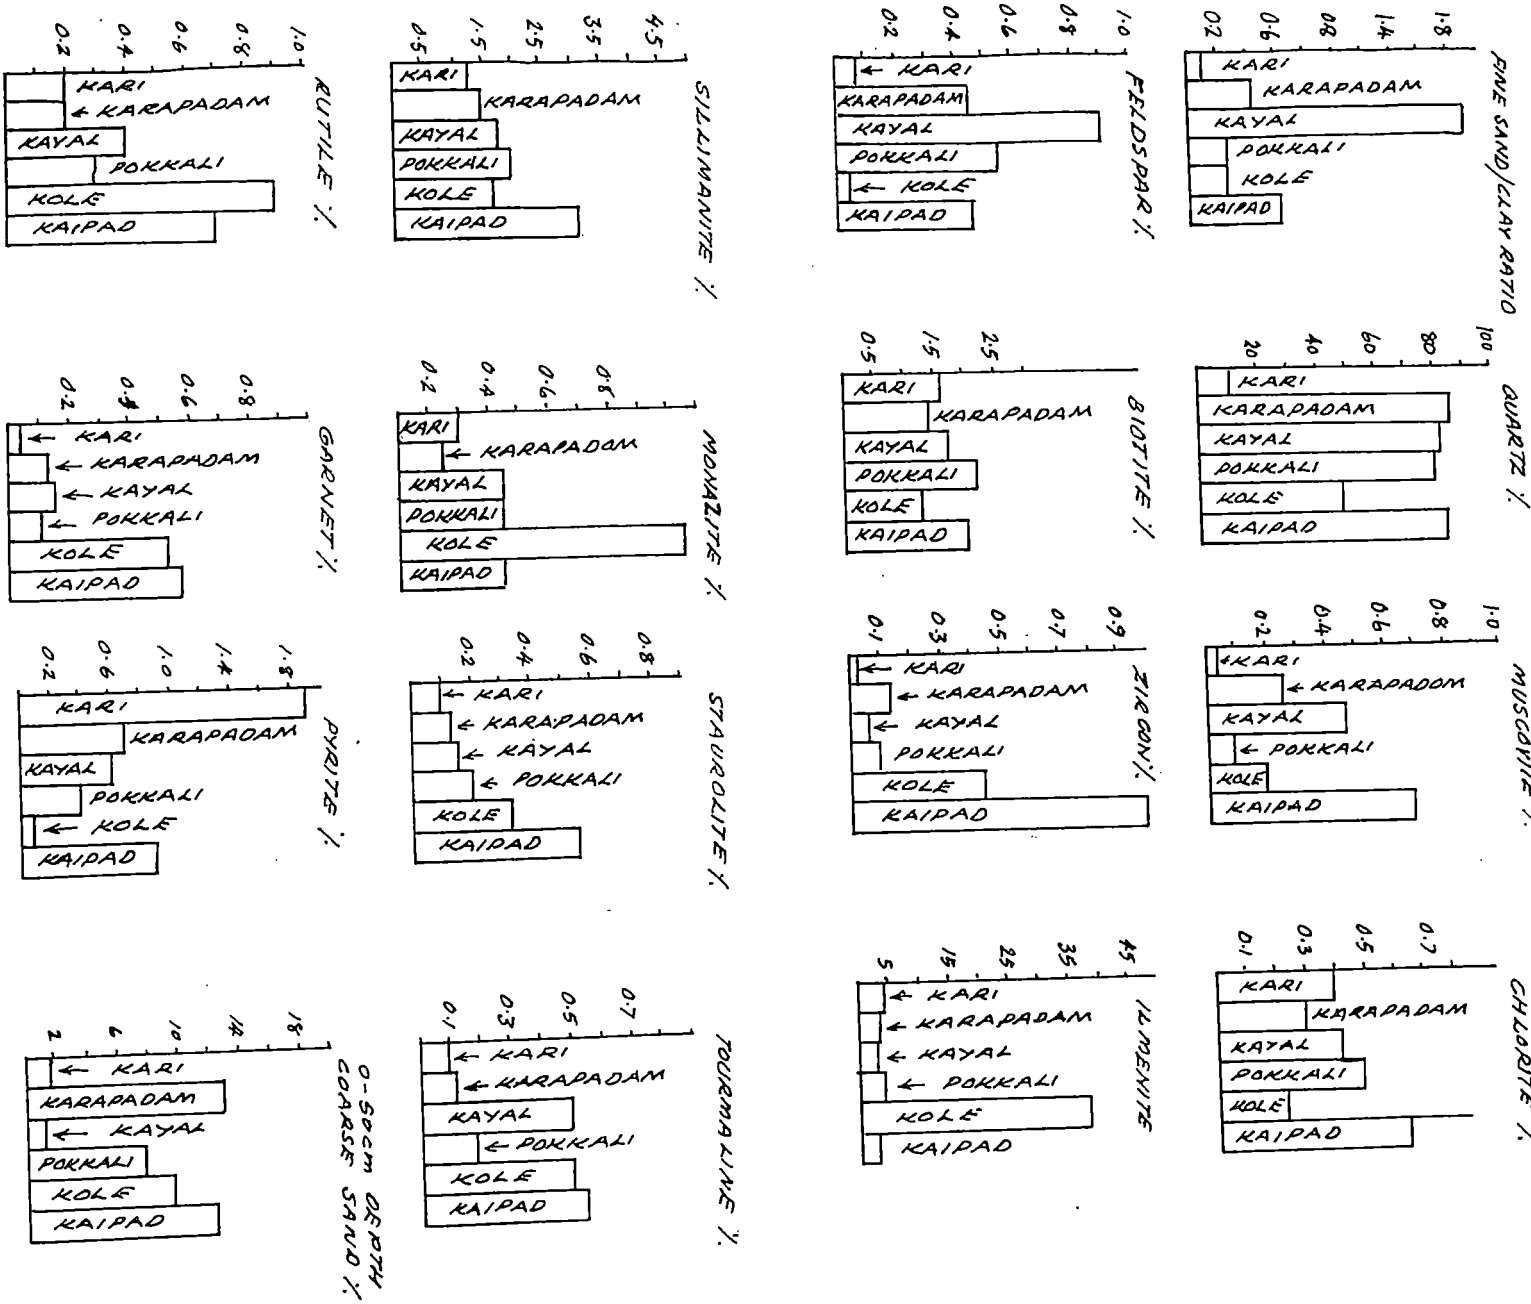 1.0
0.8
0.6
0.4
0.2
RUTILE %
KARI
KARAPADAM
KAYAL
POKKALI
KOLE
KAIPAD
4.5
3.5
2.5
1.5
0.5
SILLIMANITE %
KARI
KARAPADAM
KAYAL
POKKALI
KOLE
KAIPAD
1.0
0.8
0.6
0.4
0.2
FELDSPAR %
KARI
KARAPADAM
KAYAL
POKKALI
KOLE
KAIPAD
1.8
1.4
0.8
0.6
0.2
FINE SAND/CLAY RATIO
KARI
KARAPADAM
KAYAL
POKKALI
KOLE
KAIPAD
0.8
0.6
0.4
0.2
GARNET %
KARI
KARAPADAM
KAYAL
POKKALI
KOLE
KAIPAD
0.8
0.6
0.4
0.2
MONAZITE %
KARI
KARAPADOM
KAYAL
POKKALI
KOLE
KAIPAD
2.5
1.5
0.5
BIOTITE %
KARI
KARAPADAM
KAYAL
POKKALI
KOLE
KAIPAD
100
80
60
40
20
QUARTZ %
KARI
KARAPADAM
KAYAL
POKKALI
KOLE
KAIPAD
1.8
1.4
1.0
0.6
0.2
PYRITE %
KARI
KARAPADAM
KAYAL
POKKALI
KOLE
KAIPAD
0.8
0.6
0.4
0.2
STAUROLITE %
KARI
KARAPADAM
KAYAL
POKKALI
KOLE
KAIPAD
0.9
0.7
0.5
0.3
0.1
ZIRCON %
KARI
KARAPADAM
KAYAL
POKKALI
KOLE
KAIPAD
1.0
0.8
0.6
0.4
0.2
MUSCOVITE %
KARI
KARAPADOM
KAYAL
POKKALI
KOLE
KAIPAD
18
14
10
6
2
0-50cm DEPTH
COARSE SAND %
KARI
KARAPADAM
KAYAL
POKKALI
KOLE
KAIPAD
0.7
0.5
0.3
0.1
TOURMALINE %
KARI
KARAPADAM
KAYAL
POKKALI
KOLE
KAIPAD
45
35
25
15
5
ILMENITE
KARI
KARAPADAM
KAYAL
POKKALI
KOLE
KAIPAD
0.7
0.5
0.3
0.1
CHLORITE %
KARI
KARAPADAM
KAYAL
POKKALI
KOLE
KAIPAD